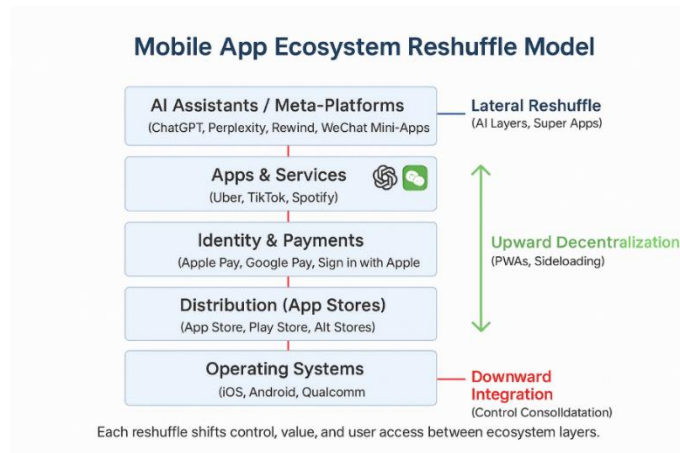 Mobile App Ecosystem Reshuffle Model
AI Assistants / Meta-Platforms
(ChatGPT, Perplexity, Rewind, WeChat Mini-Apps
Lateral Reshuffle
(AI Layers, Super Apps)
Apps & Services
(Uber, TikTok, Spotify)
Identity & Payments
(Apple Pay, Google Pay, Sign in with Apple
Upward Decentralization
(PWAs, Sideloading)
Distribution (App Stores)
(App Store, Play Store, Alt Stores)
Operating Systems
(iOS, Android, Qualcomm
Downward
Integration
(Control Consolldatation)
Each reshuffle shifts control, value, and user access between ecosystem layers.